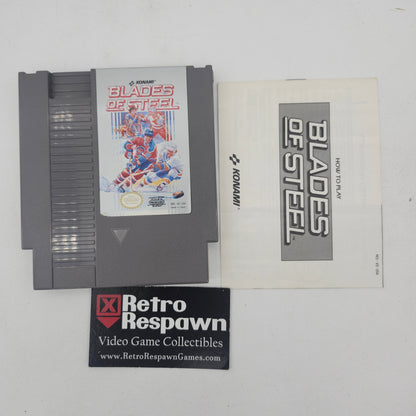 KONAMI
BLADES
OF STEEL
HOW TO PLAY
BLADES
OF STEEL
KONAMI
Retro
Respawn
Video Game Collectibles
www.RetroRespawnGames.com